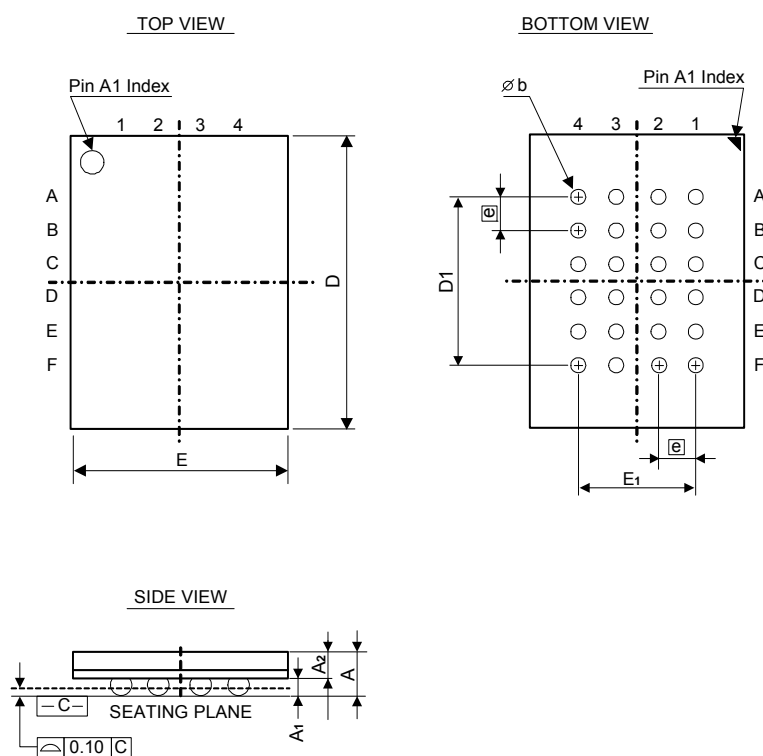 TOP VIEW
Pin A1 Index
1 2 3 4
A
B
C
D
E
F
D
E
BOTTOM VIEW
⌀ b
Pin A1 Index
4 3 2 1
A
B
C
D
E
F
e
D1
e
E1
SIDE VIEW
A2
A
A1
—C—
SEATING PLANE
⌓ 0.10 C